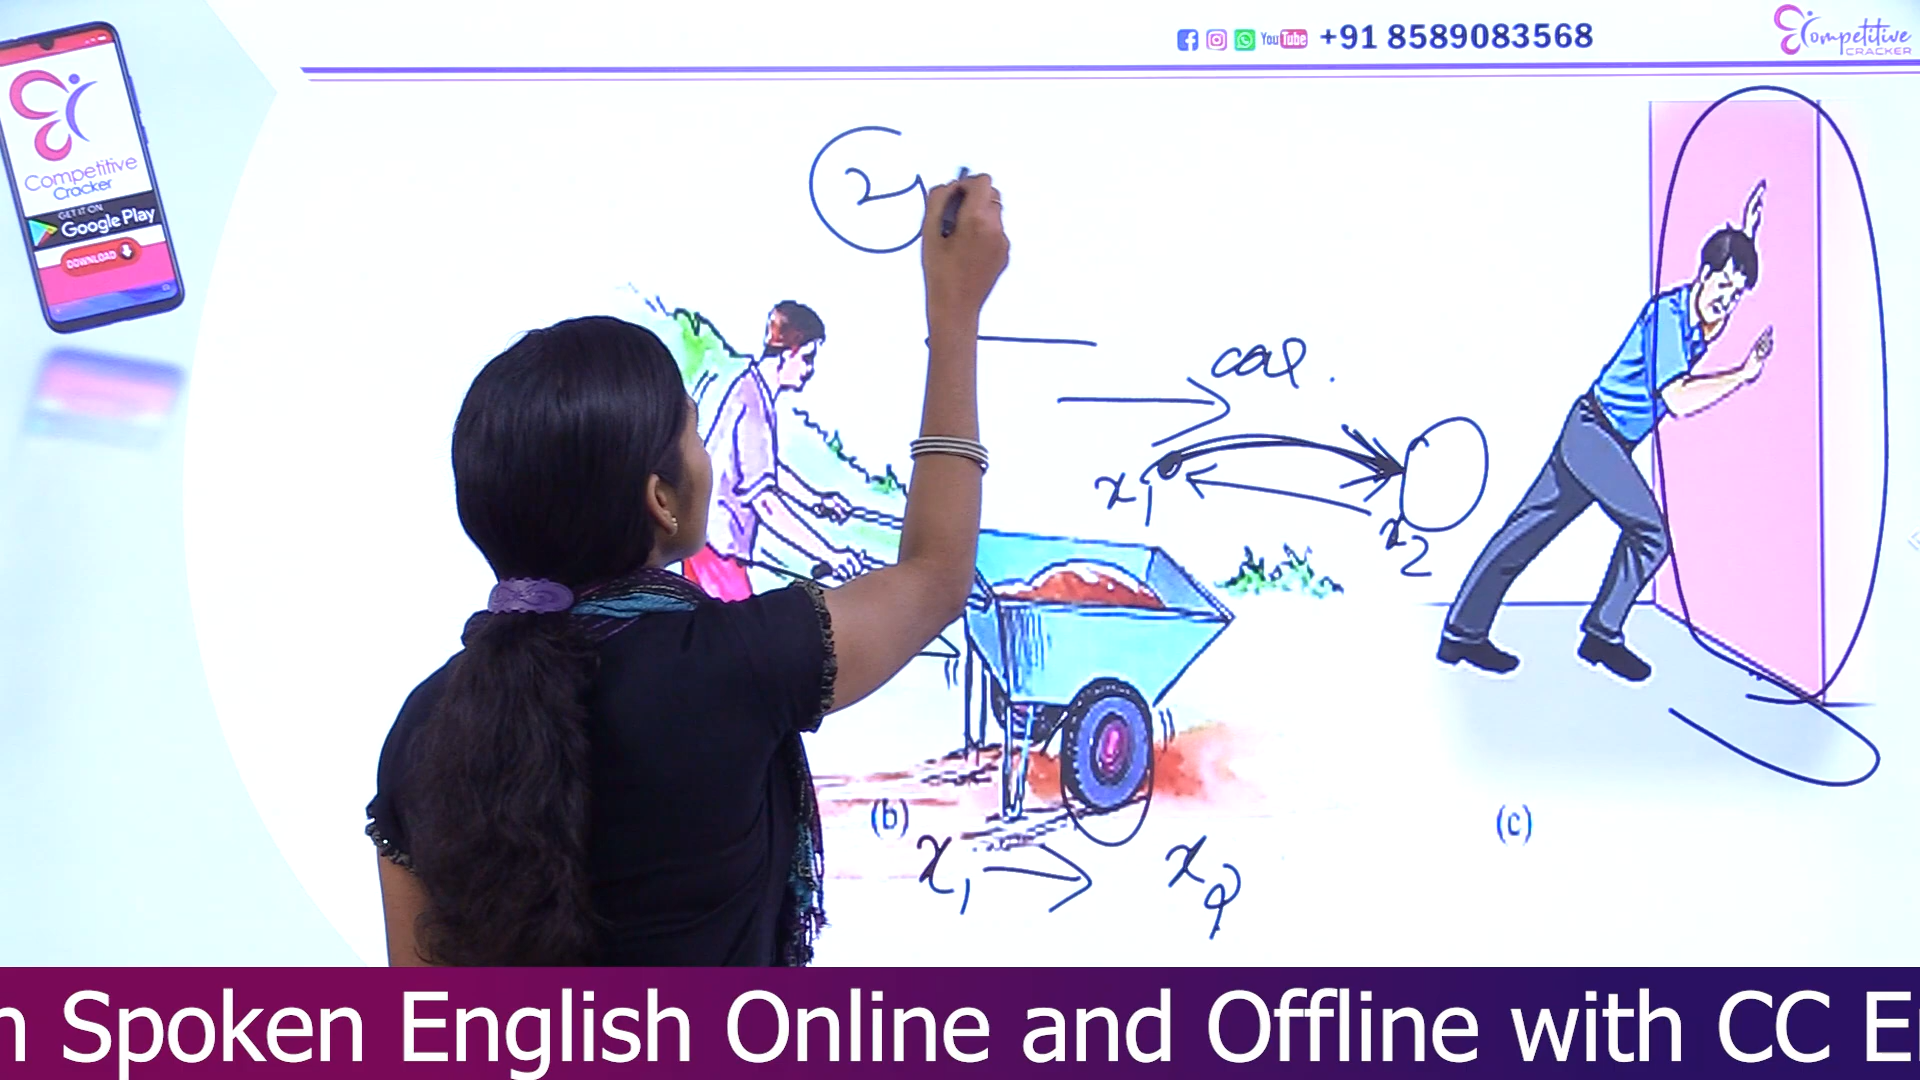 +91 8589083568
YouTube
Competitive
CRACKER
Competitive
Cracker
GET IT ON
Google Play
DOWNLOAD
2
x1
x2
(b)
(c)
x1
n Spoken English Online and Offline with CC E